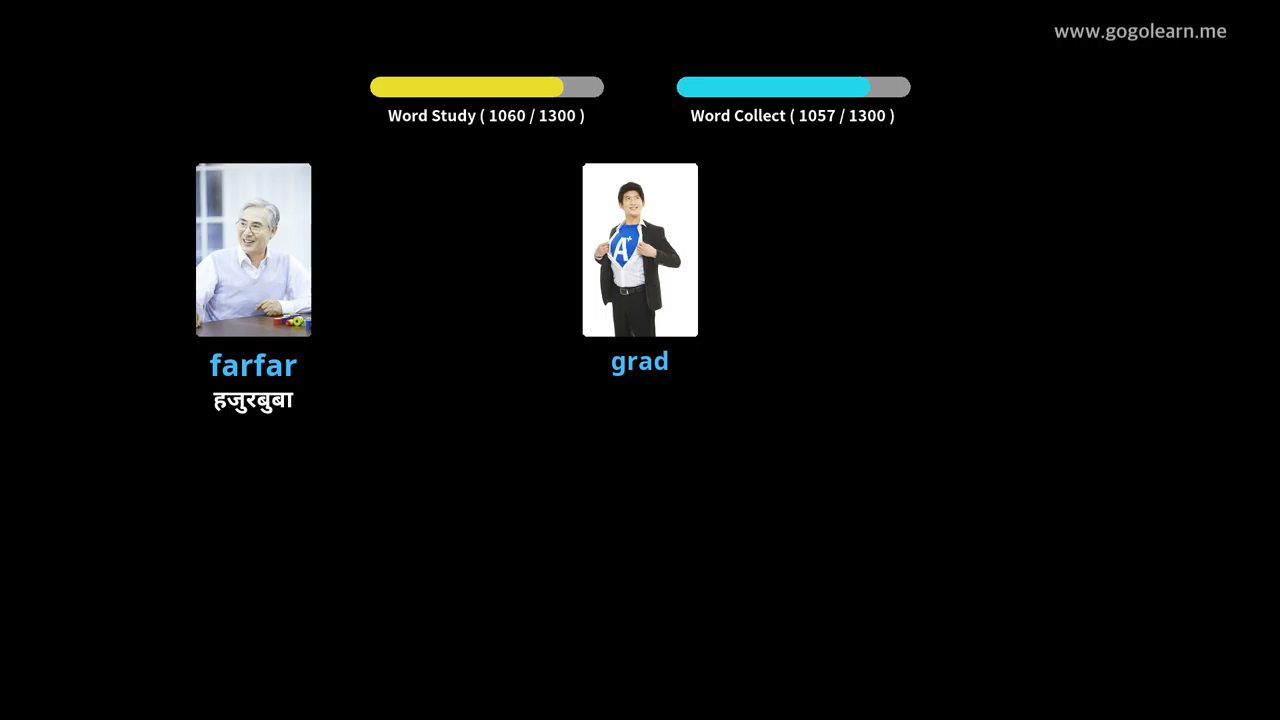 www.gogolearn.me
Word Study ( 1060 / 1300 )
Word Collect ( 1057 / 1300 )
A+
farfar
हजुरबुबा
grad